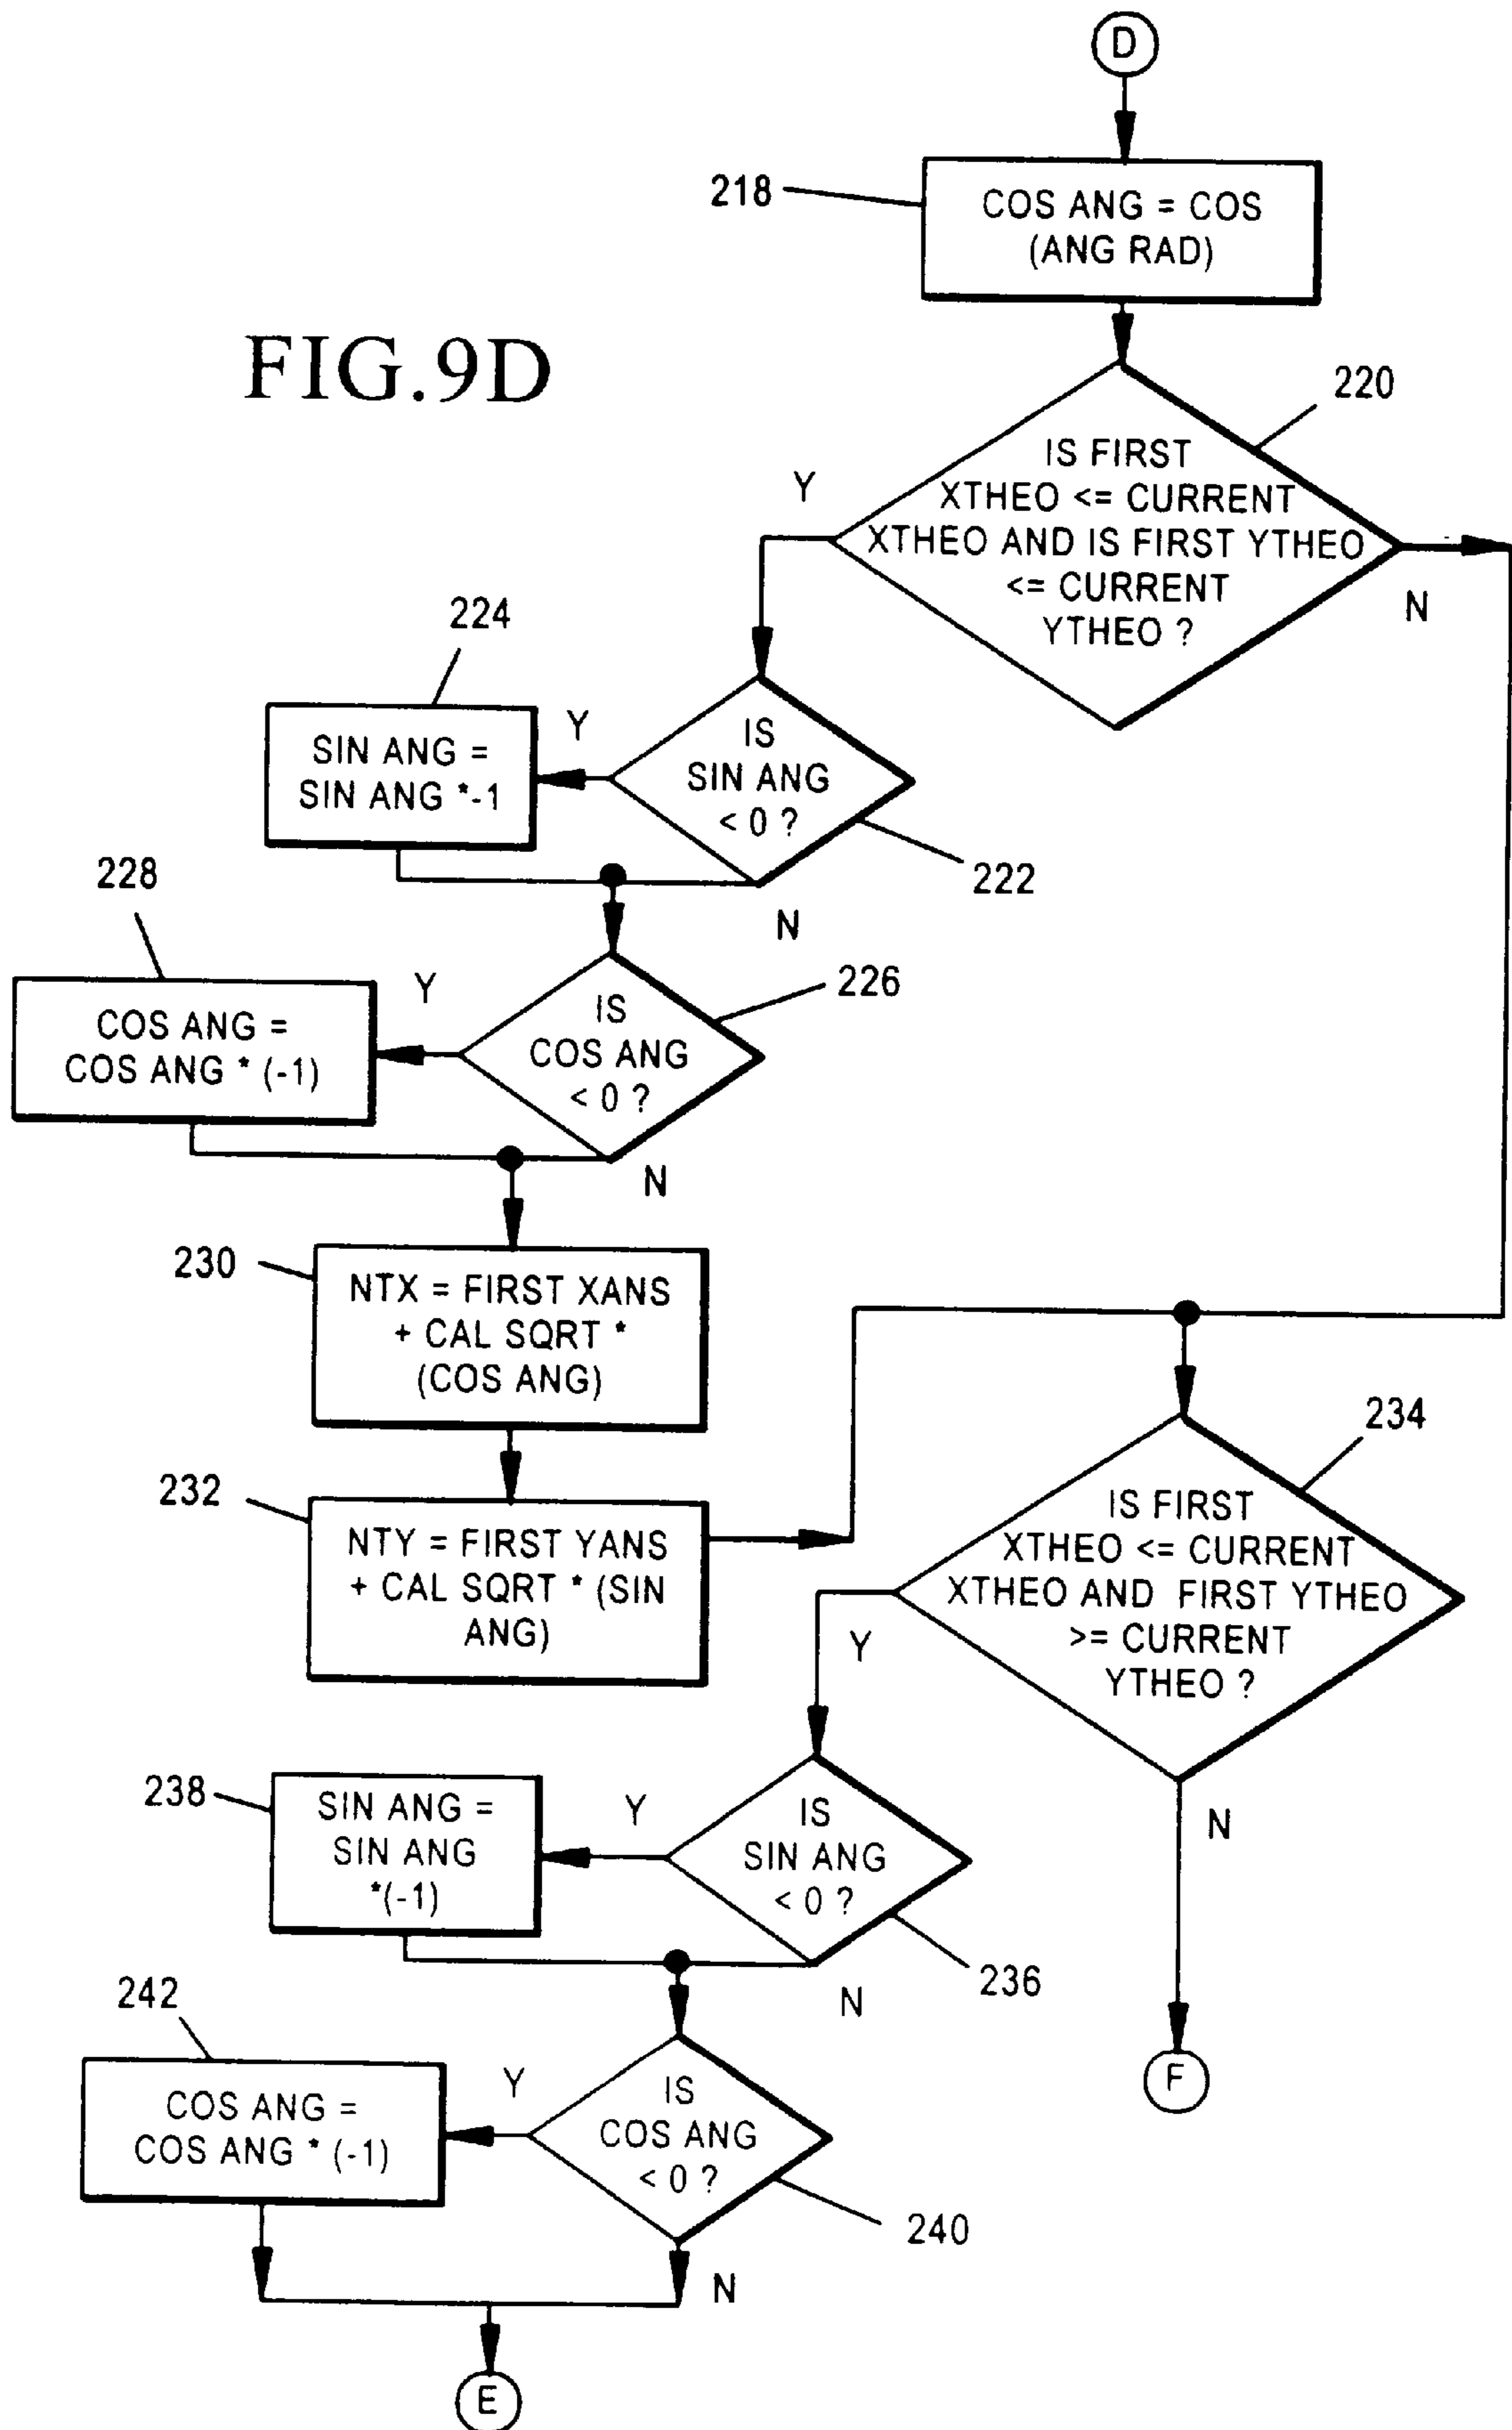 D
218
COS ANG = COS
(ANG RAD)
FIG.9D
220
IS FIRST
XTHEO <= CURRENT
XTHEO AND IS FIRST YTHEO
<= CURRENT
YTHEO ?
Y
N
224
SIN ANG =
SIN ANG *-1
Y
IS
SIN ANG
< 0 ?
222
N
228
COS ANG =
COS ANG * (-1)
Y
IS
COS ANG
< 0 ?
226
N
230
NTX = FIRST XANS
+ CAL SQRT *
(COS ANG)
232
NTY = FIRST YANS
+ CAL SQRT * (SIN
ANG)
234
IS FIRST
XTHEO <= CURRENT
XTHEO AND FIRST YTHEO
>= CURRENT
YTHEO ?
Y
N
238
SIN ANG =
SIN ANG
*(-1)
Y
IS
SIN ANG
< 0 ?
236
N
F
242
COS ANG =
COS ANG * (-1)
Y
IS
COS ANG
< 0 ?
240
N
E